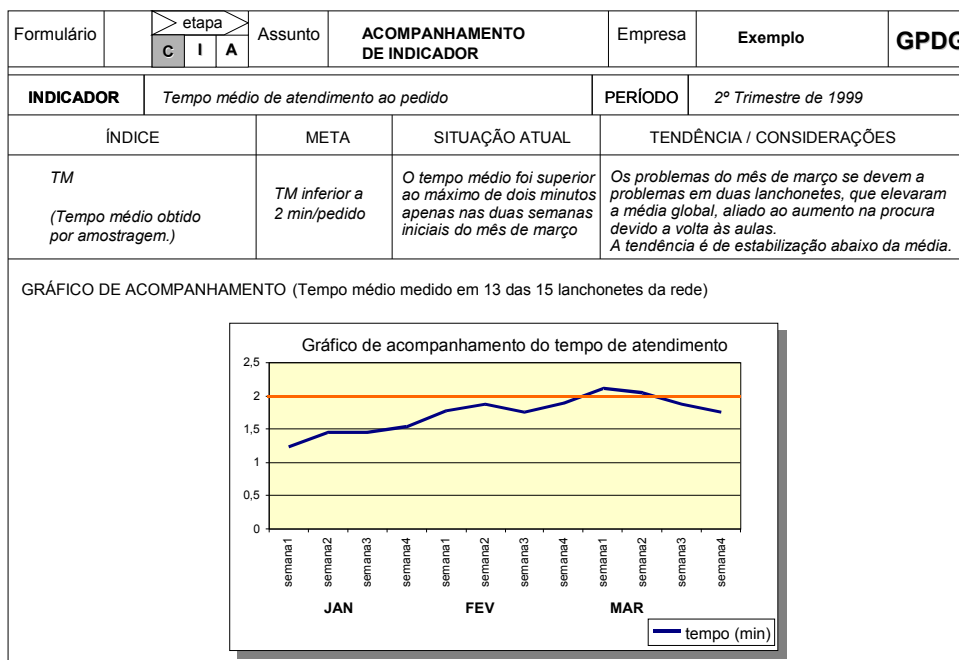 Formulário
etapa
C I A
Assunto
ACOMPANHAMENTO
DE INDICADOR
Empresa
Exemplo
GPDG
INDICADOR
Tempo médio de atendimento ao pedido
PERÍODO
2º Trimestre de 1999
ÍNDICE
META
SITUAÇÃO ATUAL
TENDÊNCIA / CONSIDERAÇÕES
TM
(Tempo médio obtido
por amostragem.)
TM inferior a
2 min/pedido
O tempo médio foi superior
ao máximo de dois minutos
apenas nas duas semanas
iniciais do mês de março
Os problemas do mês de março se devem a
problemas em duas lanchonetes, que elevaram
a média global, aliado ao aumento na procura
devido a volta às aulas.
A tendência é de estabilização abaixo da média.
GRÁFICO DE ACOMPANHAMENTO (Tempo médio medido em 13 das 15 lanchonetes da rede)
Gráfico de acompanhamento do tempo de atendimento
2,5
2
1,5
1
0,5
0
semana1
semana2
semana3
semana4
semana1
semana2
semana3
semana4
semana1
semana2
semana3
semana4
JAN
FEV
MAR
tempo (min)